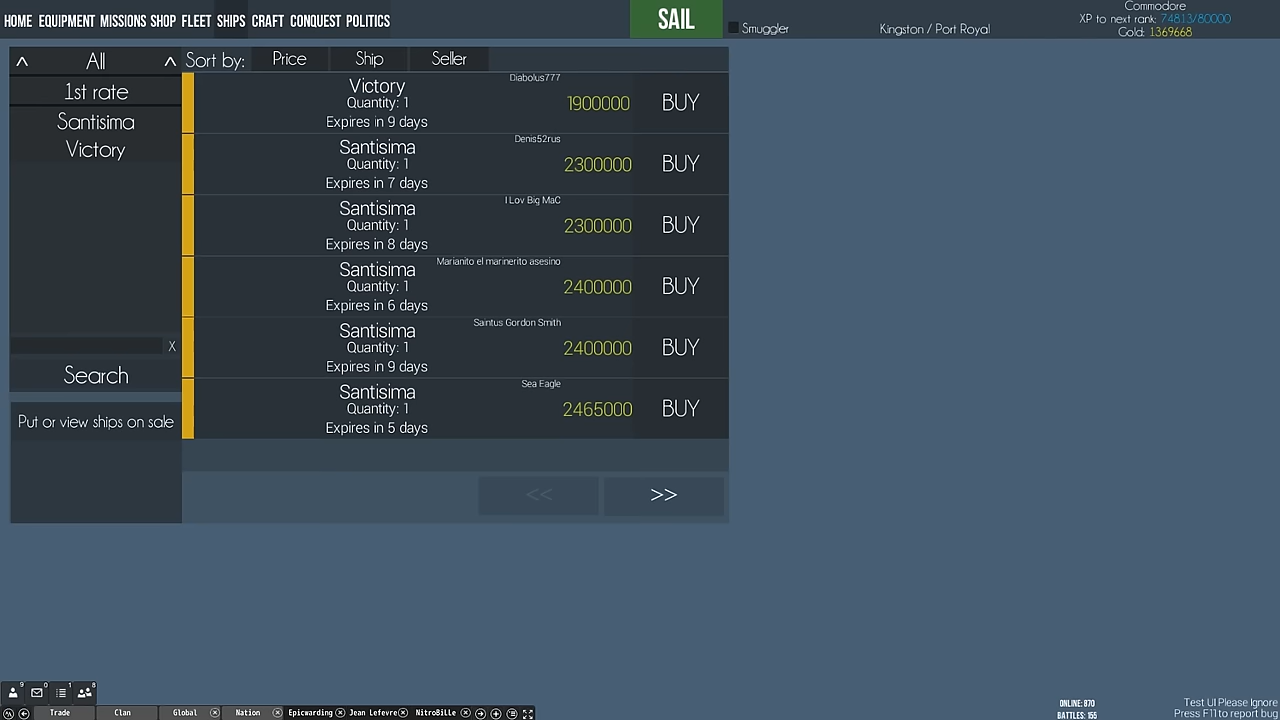 HOME EQUIPMENT MISSIONS SHOP FLEET SHIPS CRAFT CONQUEST POLITICS
SAIL
Smuggler
Kingston / Port Royal
Commodore
XP to next rank: 74813/80000
Gold: 1369668
^ All ^
Sort by: Price Ship Seller
1st rate
Santisima
Victory
X
Search
Put or view ships on sale
Victory
Quantity: 1
Expires in 9 days
Diabolus777
1900000
BUY
Santisima
Quantity: 1
Expires in 7 days
Denis52rus
2300000
BUY
Santisima
Quantity: 1
Expires in 8 days
I Lov Big MaC
2300000
BUY
Santisima
Quantity: 1
Expires in 6 days
Marianito el marinerito asesino
2400000
BUY
Santisima
Quantity: 1
Expires in 9 days
Saintus Gordon Smith
2400000
BUY
Santisima
Quantity: 1
Expires in 5 days
Sea Eagle
2465000
BUY
<< >>
9 0 1 8
Trade Clan Global Nation Epicwarding Jean Lefevre NitroBille
ONLINE: 870
BATTLES: 155
Test UI Please Ignore
Press F11 to report bug